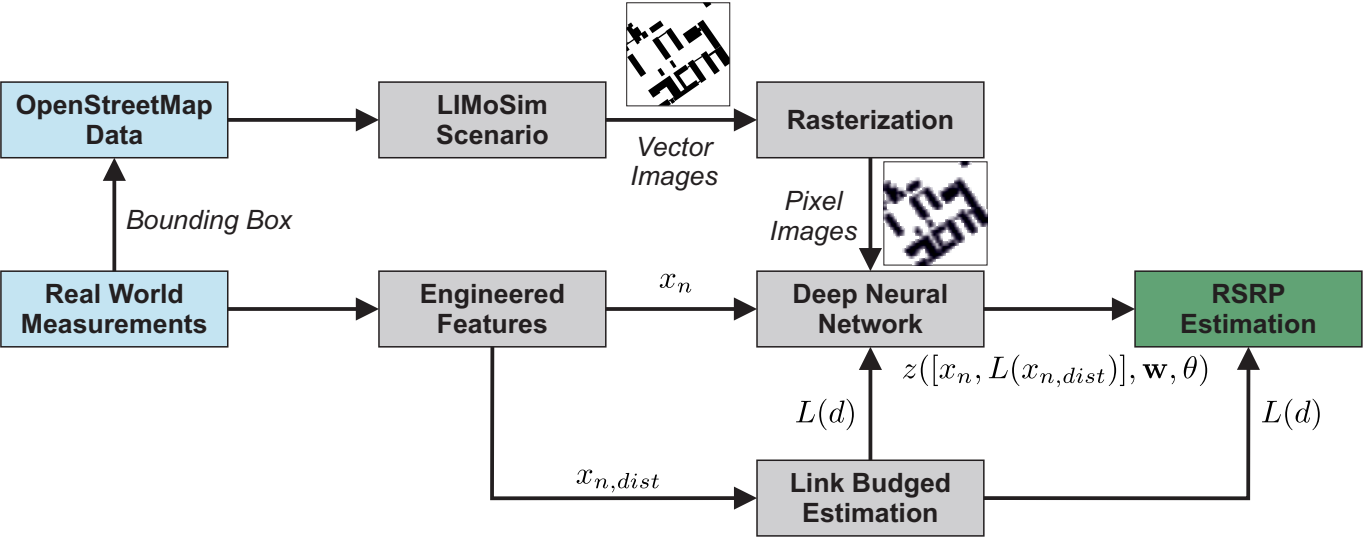 OpenStreetMap
Data
LIMoSim
Scenario
Vector
Images
Rasterization
Bounding Box
Pixel
Images
Real World
Measurements
Engineered
Features
x_n
Deep Neural
Network
RSRP
Estimation
z([x_n, L(x_{n,dist})], w, θ)
L(d)
L(d)
x_{n,dist}
Link Budged
Estimation